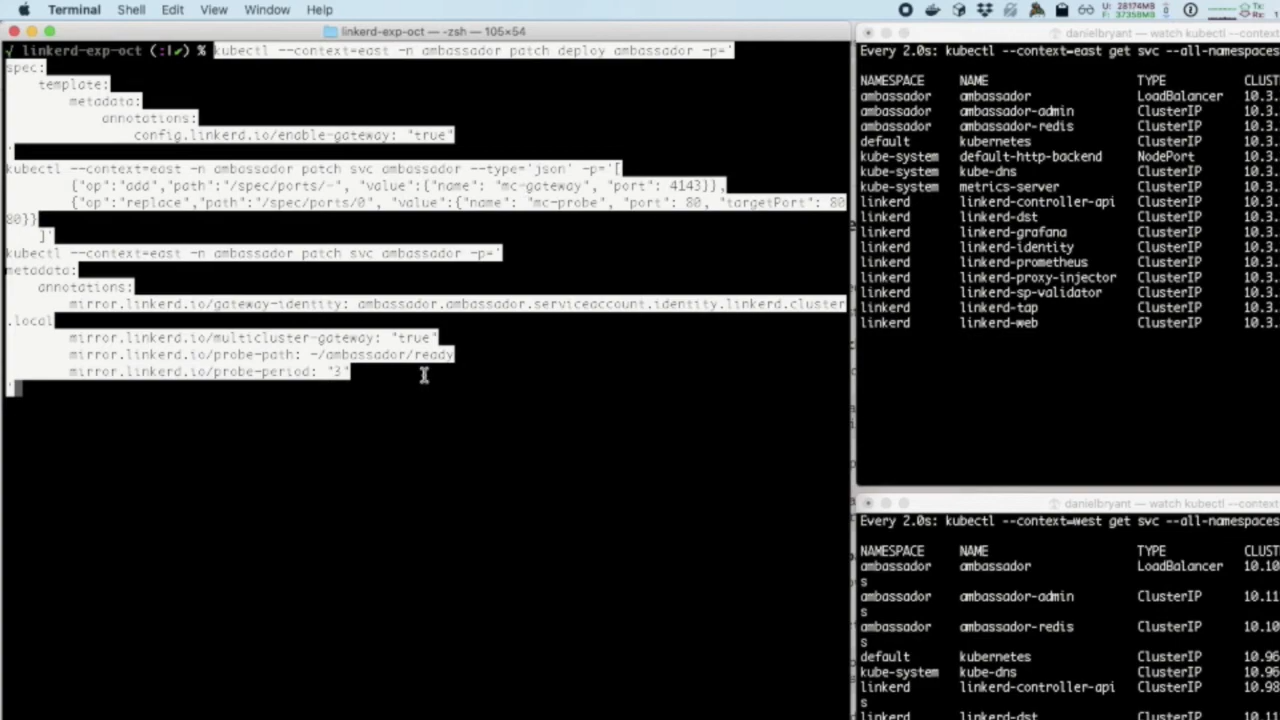 Terminal Shell Edit View Window Help
U: 28174MB
F: 37358MB
Tx:
Rx:
linkerd-exp-oct — -zsh — 105×54
√ linkerd-exp-oct (:|✔) % kubectl --context=east -n ambassador patch deploy ambassador -p='
spec:
    template:
        metadata:
            annotations:
                config.linkerd.io/enable-gateway: "true"
'
kubectl --context=east -n ambassador patch svc ambassador --type='json' -p='[
        {"op":"add","path":"/spec/ports/-", "value":{"name": "mc-gateway", "port": 4143}},
        {"op":"replace","path":"/spec/ports/0", "value":{"name": "mc-probe", "port": 80, "targetPort": 80
80}}
    ]'
kubectl --context=east -n ambassador patch svc ambassador -p='
metadata:
    annotations:
        mirror.linkerd.io/gateway-identity: ambassador.ambassador.serviceaccount.identity.linkerd.cluster
.local
        mirror.linkerd.io/multicluster-gateway: "true"
        mirror.linkerd.io/probe-path: -/ambassador/ready
        mirror.linkerd.io/probe-period: "3"
'
danielbryant — watch kubectl --context
Every 2.0s: kubectl --context=east get svc --all-namespaces
NAMESPACE NAME TYPE CLUST
ambassador ambassador LoadBalancer 10.3.
ambassador ambassador-admin ClusterIP 10.3.
ambassador ambassador-redis ClusterIP 10.3.
default kubernetes ClusterIP 10.3.
kube-system default-http-backend NodePort 10.3.
kube-system kube-dns ClusterIP 10.3.
kube-system metrics-server ClusterIP 10.3.
linkerd linkerd-controller-api ClusterIP 10.3.
linkerd linkerd-dst ClusterIP 10.3.
linkerd linkerd-grafana ClusterIP 10.3.
linkerd linkerd-identity ClusterIP 10.3.
linkerd linkerd-prometheus ClusterIP 10.3.
linkerd linkerd-proxy-injector ClusterIP 10.3.
linkerd linkerd-sp-validator ClusterIP 10.3.
linkerd linkerd-tap ClusterIP 10.3.
linkerd linkerd-web ClusterIP 10.3.
danielbryant — watch kubectl --context
Every 2.0s: kubectl --context=west get svc --all-namespaces
NAMESPACE NAME TYPE CLUST
ambassador ambassador LoadBalancer 10.10
s
ambassador ambassador-admin ClusterIP 10.11
s
ambassador ambassador-redis ClusterIP 10.10
s
default kubernetes ClusterIP 10.96
kube-system kube-dns ClusterIP 10.96
linkerd linkerd-controller-api ClusterIP 10.98
s
linkerd linkerd-dst ClusterIP 10.11